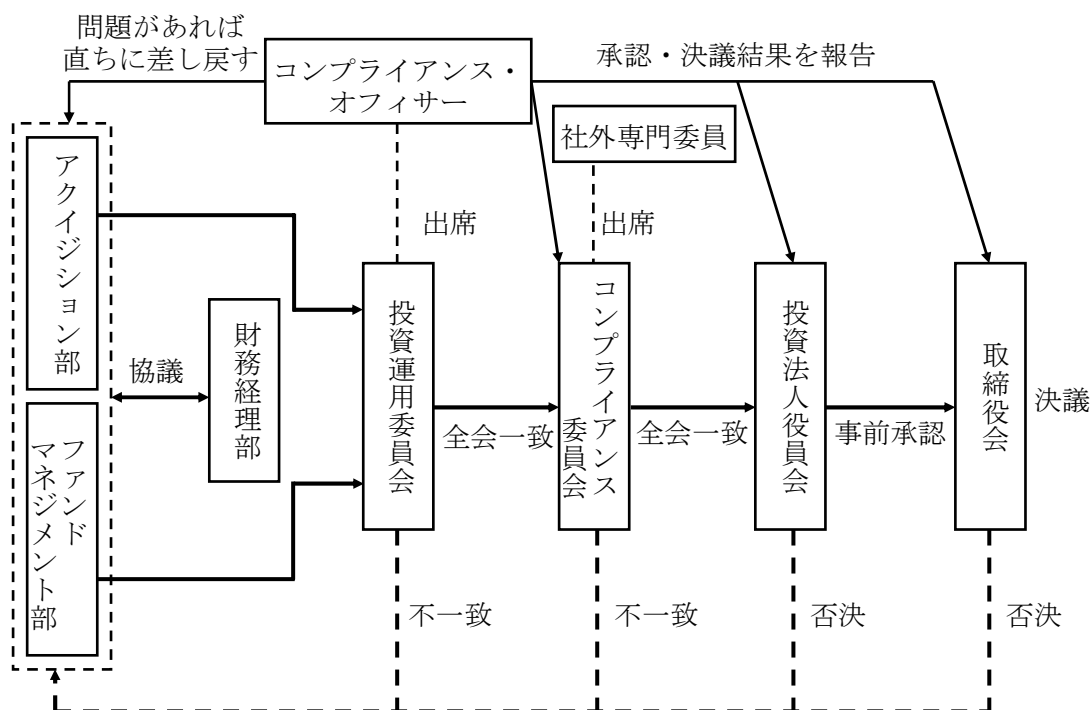 問題があれば
直ちに差し戻す
コンプライアンス・
オフィサー
承認・決議結果を報告
社外専門委員
アクイジション部
出席
出席
財務経理部
協議
投資運用委員会
コンプライアンス
委員会
投資法人役員会
取締役会
決議
全会一致
全会一致
事前承認
ファンド
マネジメント部
不一致
不一致
否決
否決